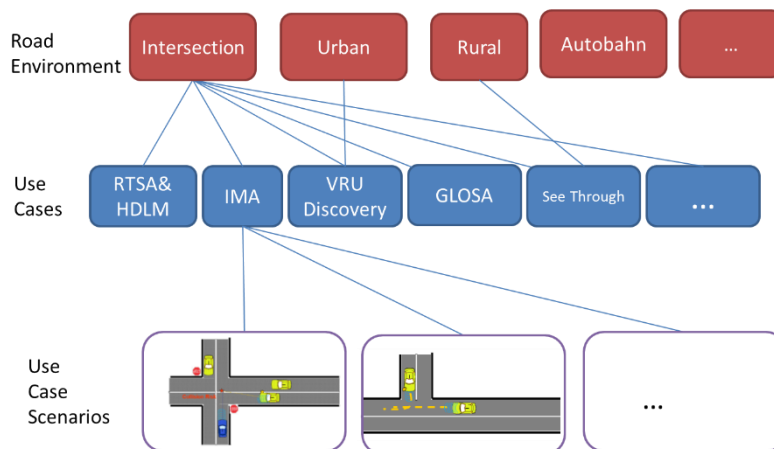 Road
Environment
Intersection
Urban
Rural
Autobahn
...
Use
Cases
RTSA&
HDLM
IMA
VRU
Discovery
GLOSA
See Through
...
Use
Case
Scenarios
...